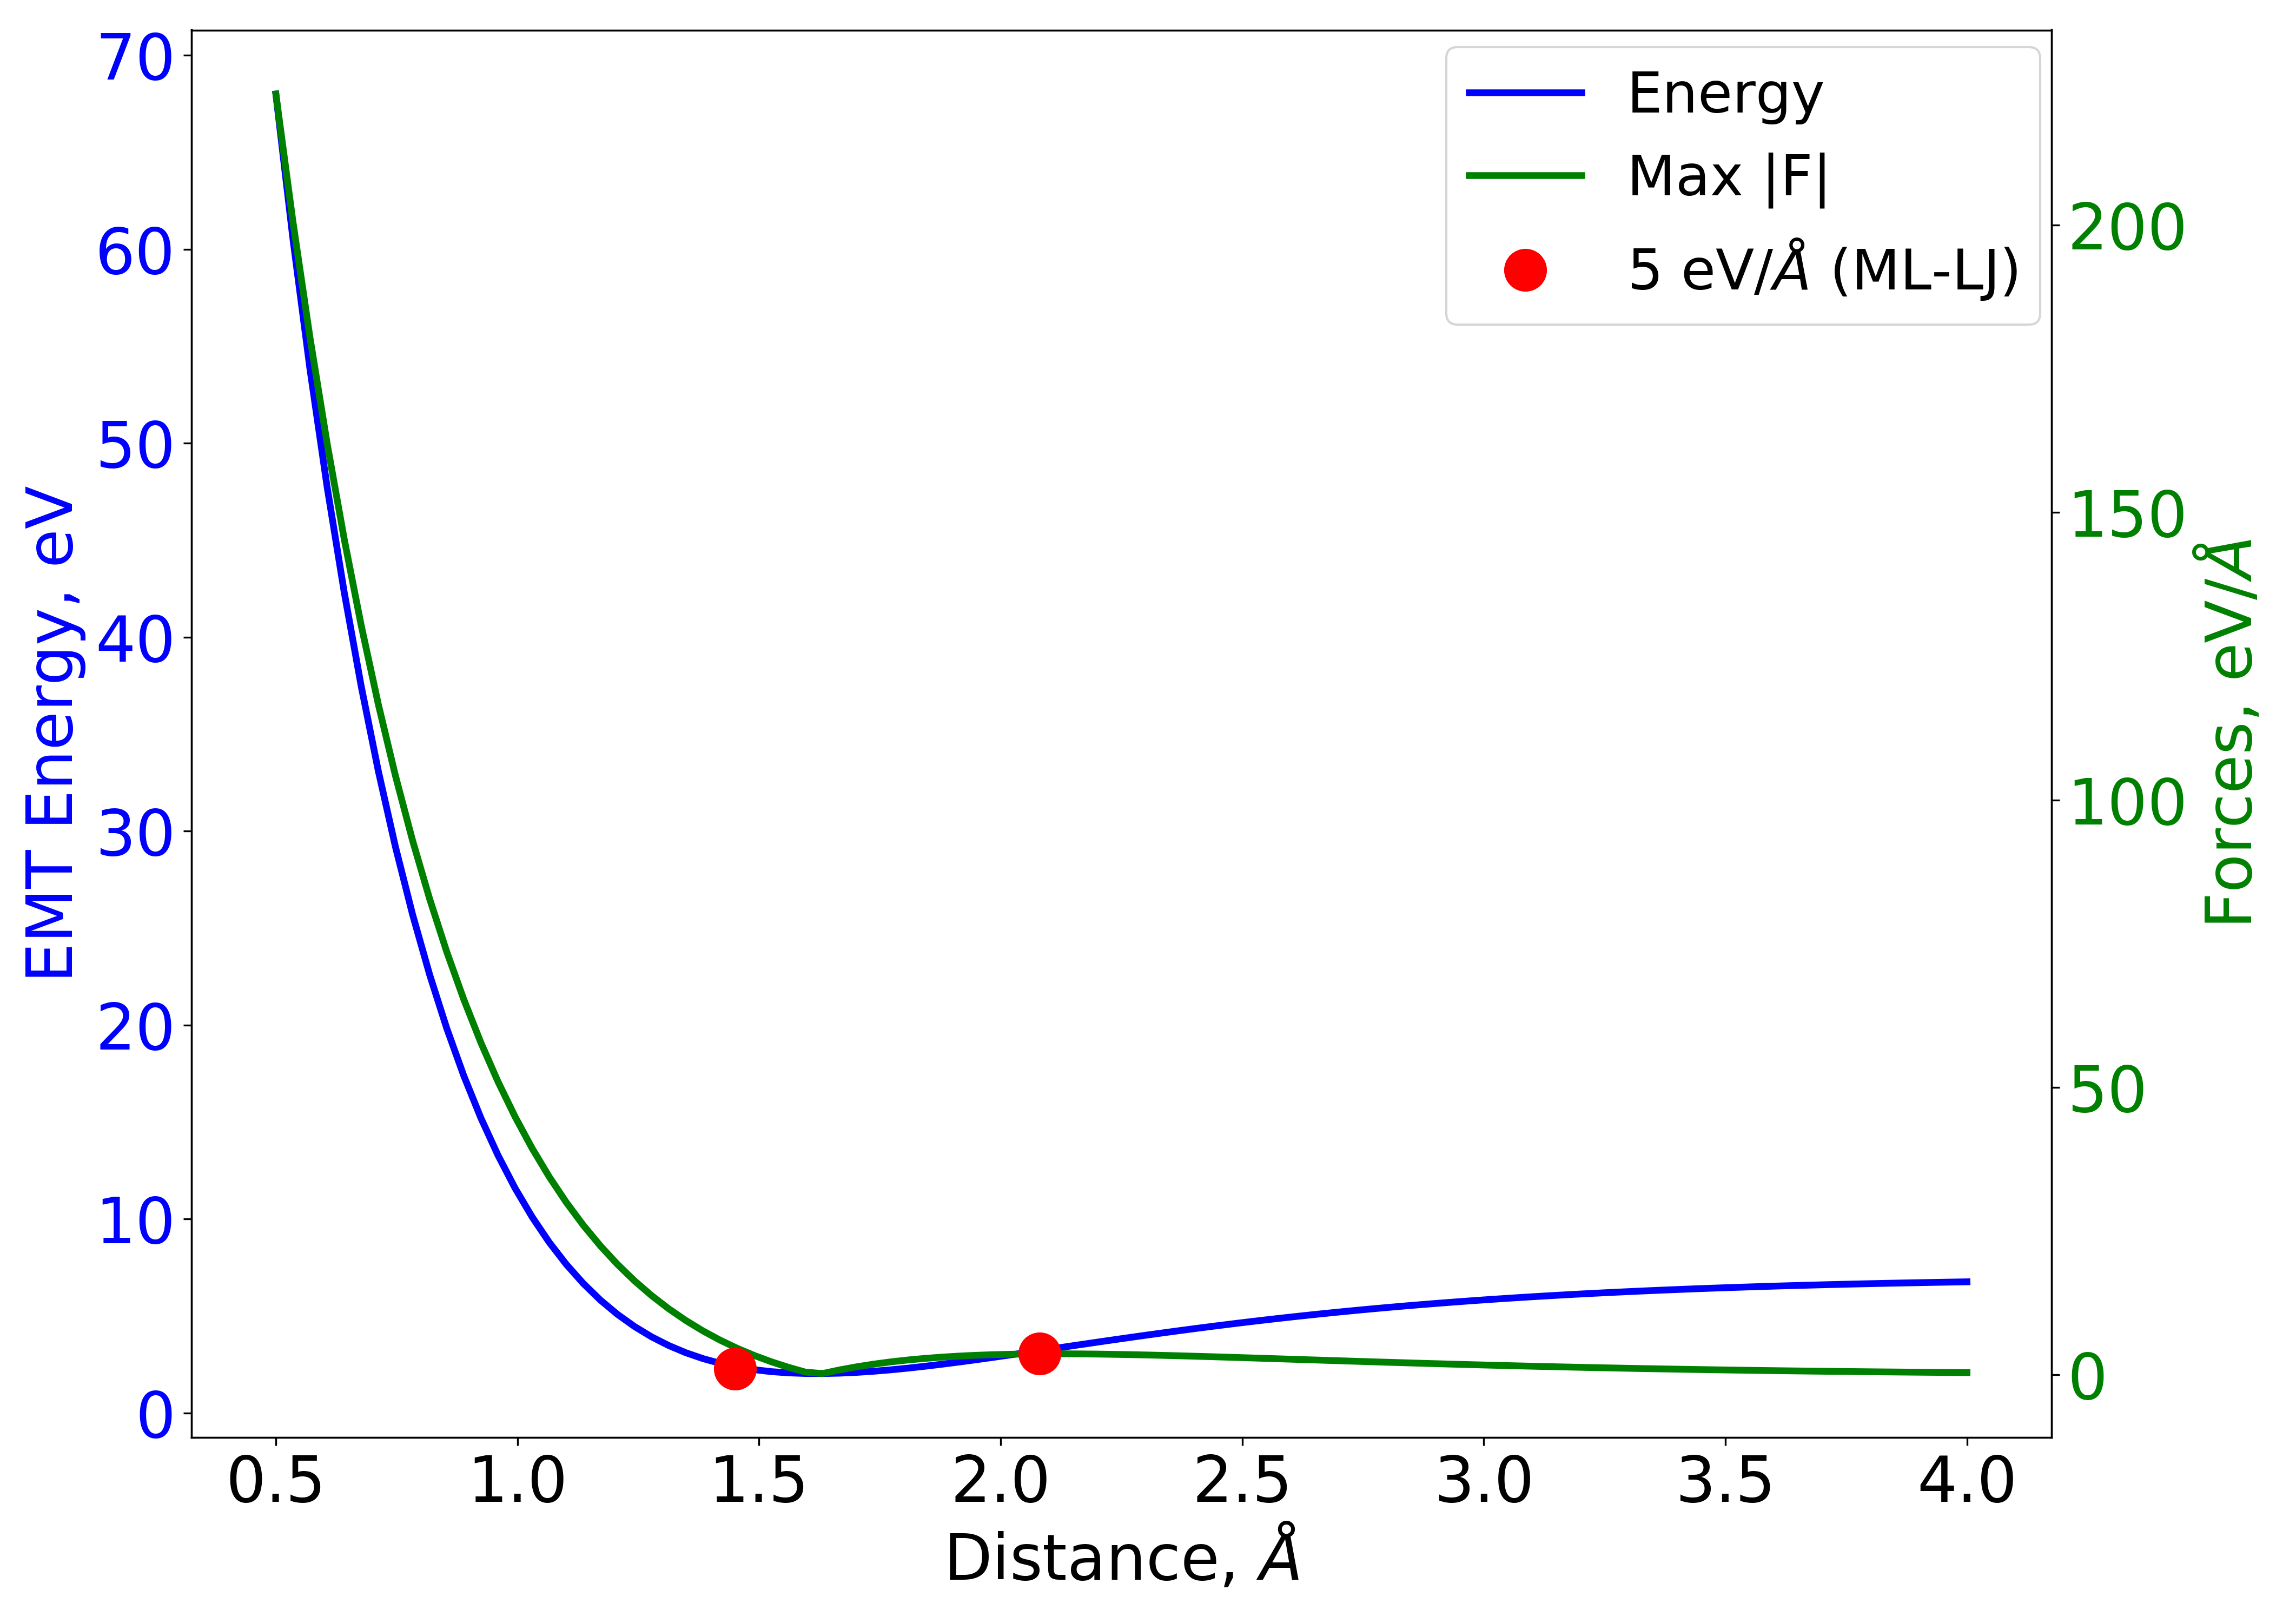 70
60
50
40
30
20
10
0
EMT Energy, eV
Energy
Max |F|
5 eV/Å (ML-LJ)
200
150
100
50
0
Forces, eV/Å
0.5 1.0 1.5 2.0 2.5 3.0 3.5 4.0
Distance, Å